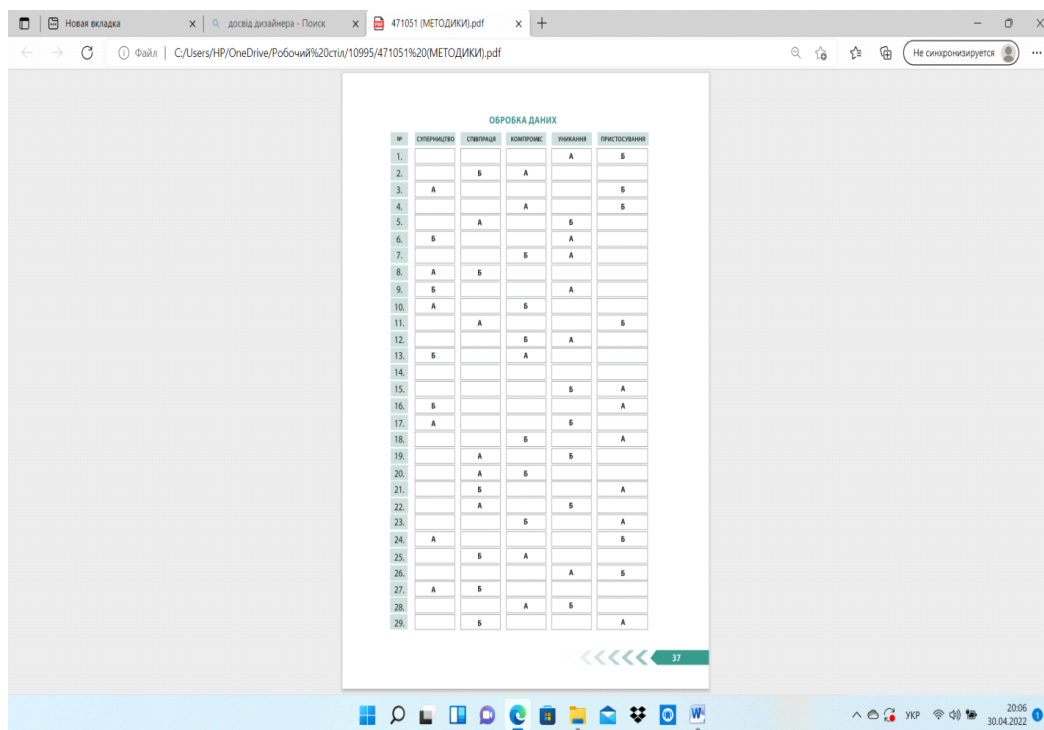 Новая вкладка
досвід дизайнера - Поиск
471051 (МЕТОДИКИ).pdf
Файл | C:/Users/HP/OneDrive/Робочий%20стіл/10995/471051%20(МЕТОДИКИ).pdf
Не синхронизируется
ОБРОБКА ДАНИХ
№ СУПЕРНИЦТВО СПІВПРАЦЯ КОМПРОМІС УНИКАННЯ ПРИСТОСУВАННЯ
1. А Б
2. Б А
3. А Б
4. А Б
5. А Б
6. Б А
7. Б А
8. А Б
9. Б А
10. А Б
11. А Б
12. Б А
13. Б А
14.
15. Б А
16. Б А
17. А Б
18. Б А
19. А Б
20. А Б
21. Б А
22. А Б
23. Б А
24. А Б
25. Б А
26. А Б
27. А Б
28. А Б
29. Б А
37
УКР
20:06
30.04.2022